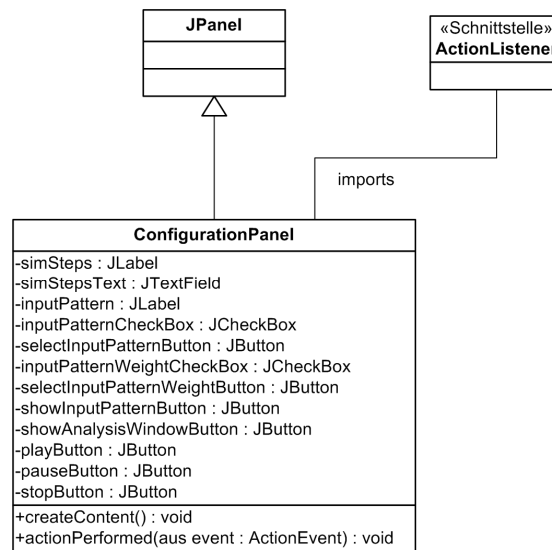 JPanel
«Schnittstelle»
ActionListener
imports
ConfigurationPanel
-simSteps : JLabel
-simStepsText : JTextField
-inputPattern : JLabel
-inputPatternCheckBox : JCheckBox
-selectInputPatternButton : JButton
-inputPatternWeightCheckBox : JCheckBox
-selectInputPatternWeightButton : JButton
-showInputPatternButton : JButton
-showAnalysisWindowButton : JButton
-playButton : JButton
-pauseButton : JButton
-stopButton : JButton
+createContent() : void
+actionPerformed(aus event : ActionEvent) : void